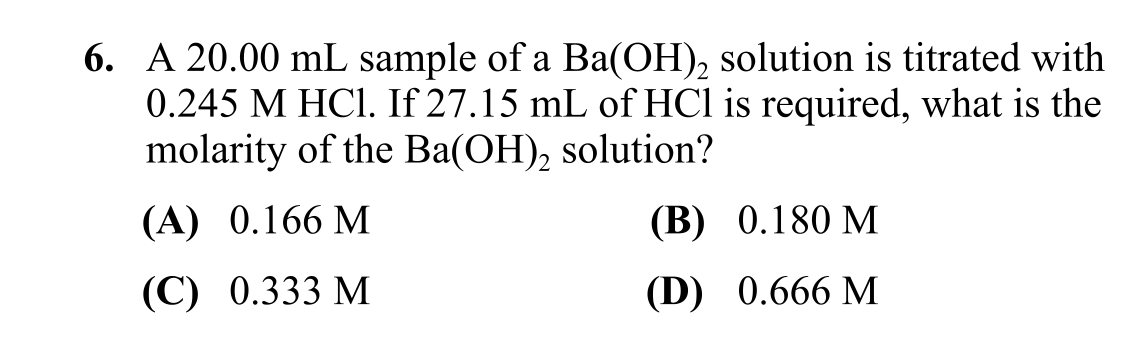 6. A 20.00 mL sample of a Ba(OH)₂ solution is titrated with
0.245 M HCl. If 27.15 mL of HCl is required, what is the
molarity of the Ba(OH)₂ solution?
(A) 0.166 M (B) 0.180 M
(C) 0.333 M (D) 0.666 M